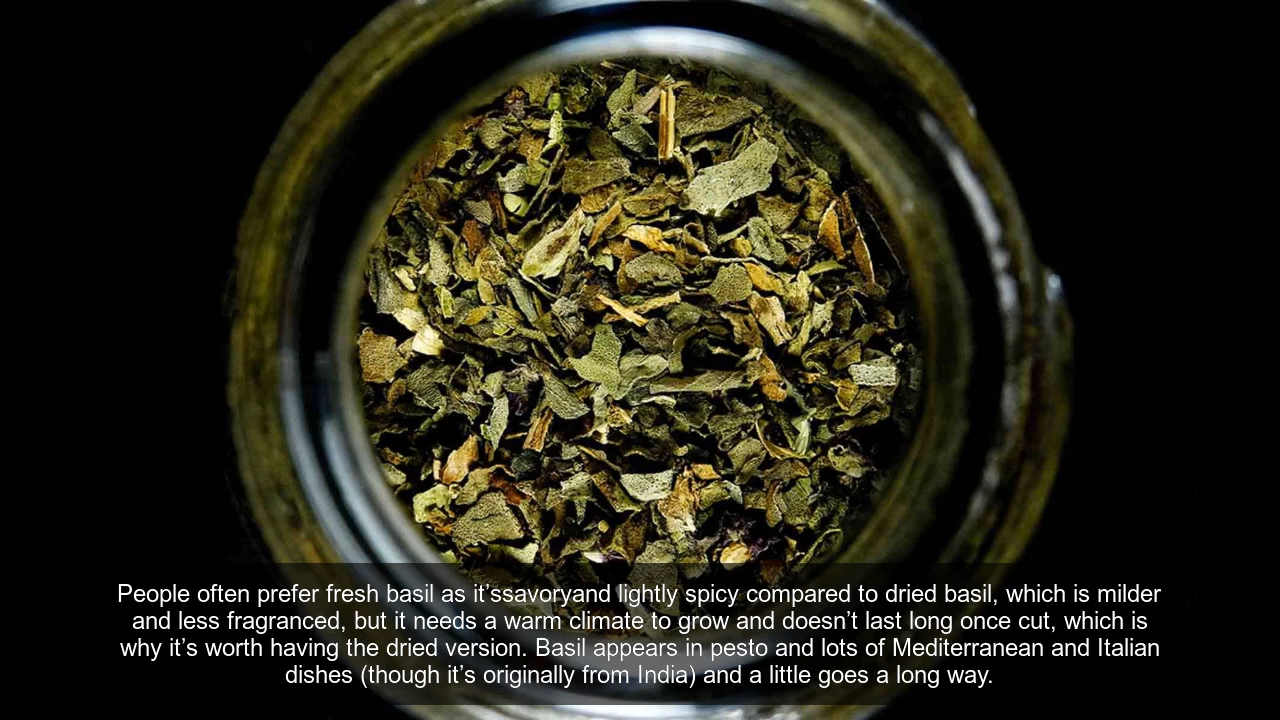 People often prefer fresh basil as it’ssavoryand lightly spicy compared to dried basil, which is milder
and less fragranced, but it needs a warm climate to grow and doesn’t last long once cut, which is
why it’s worth having the dried version. Basil appears in pesto and lots of Mediterranean and Italian
dishes (though it’s originally from India) and a little goes a long way.